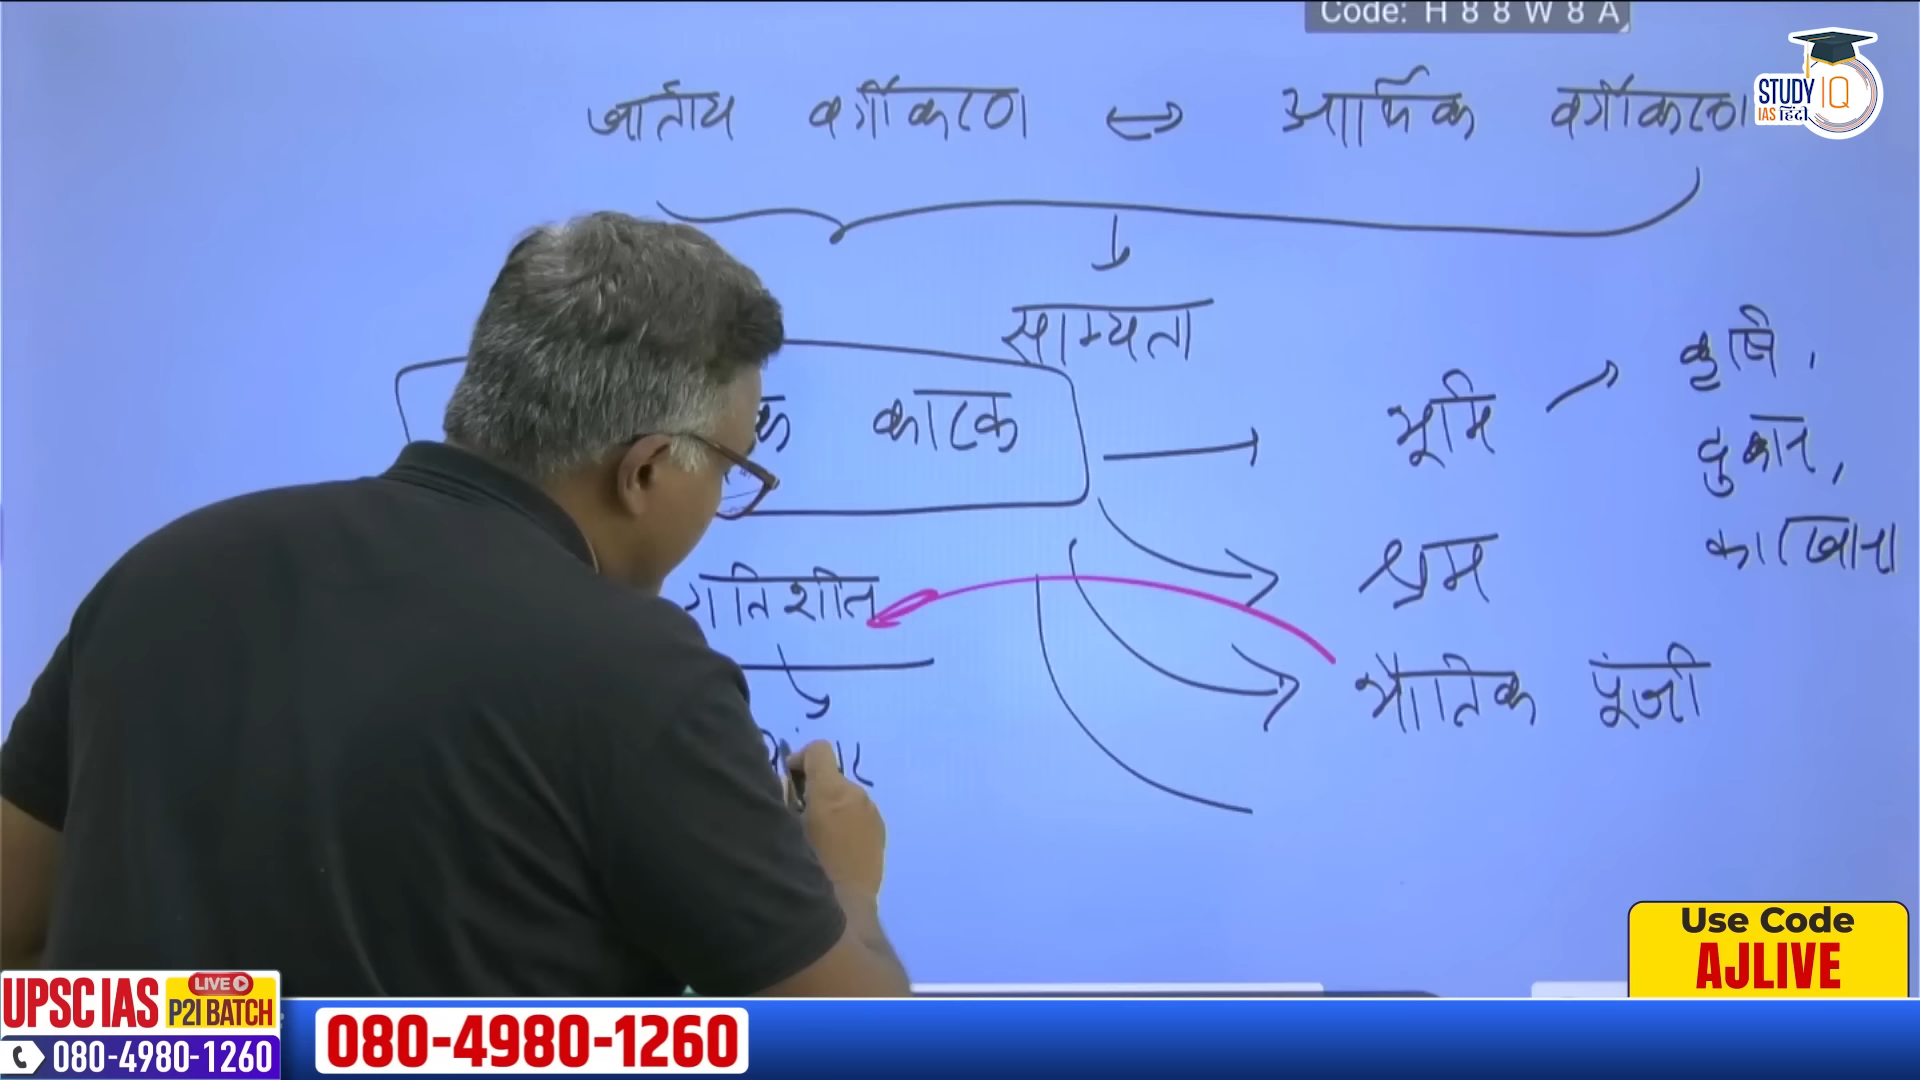 Code: H 8 8 W 8 A
STUDY IQ
IAS हिंदी
जातीय वर्गीकरण ↔ आर्थिक वर्गीकरण
साम्यता
कारक → भूमि → कृषि,
दुकान,
कारखाना
श्रम
गतिशील
भौतिक पूंजी
Use Code
AJLIVE
UPSC IAS LIVE P2I BATCH
080-4980-1260
080-4980-1260